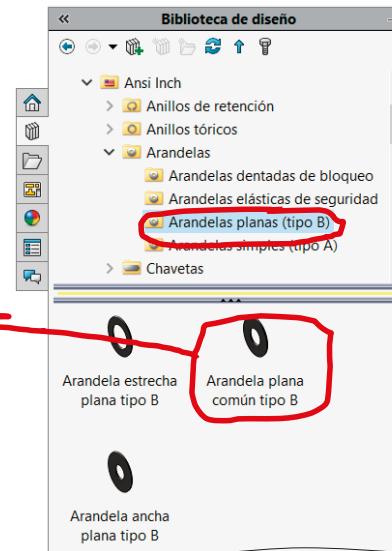 Biblioteca de diseño
Ansi Inch
Anillos de retención
Anillos tóricos
Arandelas
Arandelas dentadas de bloqueo
Arandelas elásticas de seguridad
Arandelas planas (tipo B)
Arandelas simples (tipo A)
Chavetas
Arandela estrecha
plana tipo B
Arandela plana
común tipo B
Arandela ancha
plana tipo B